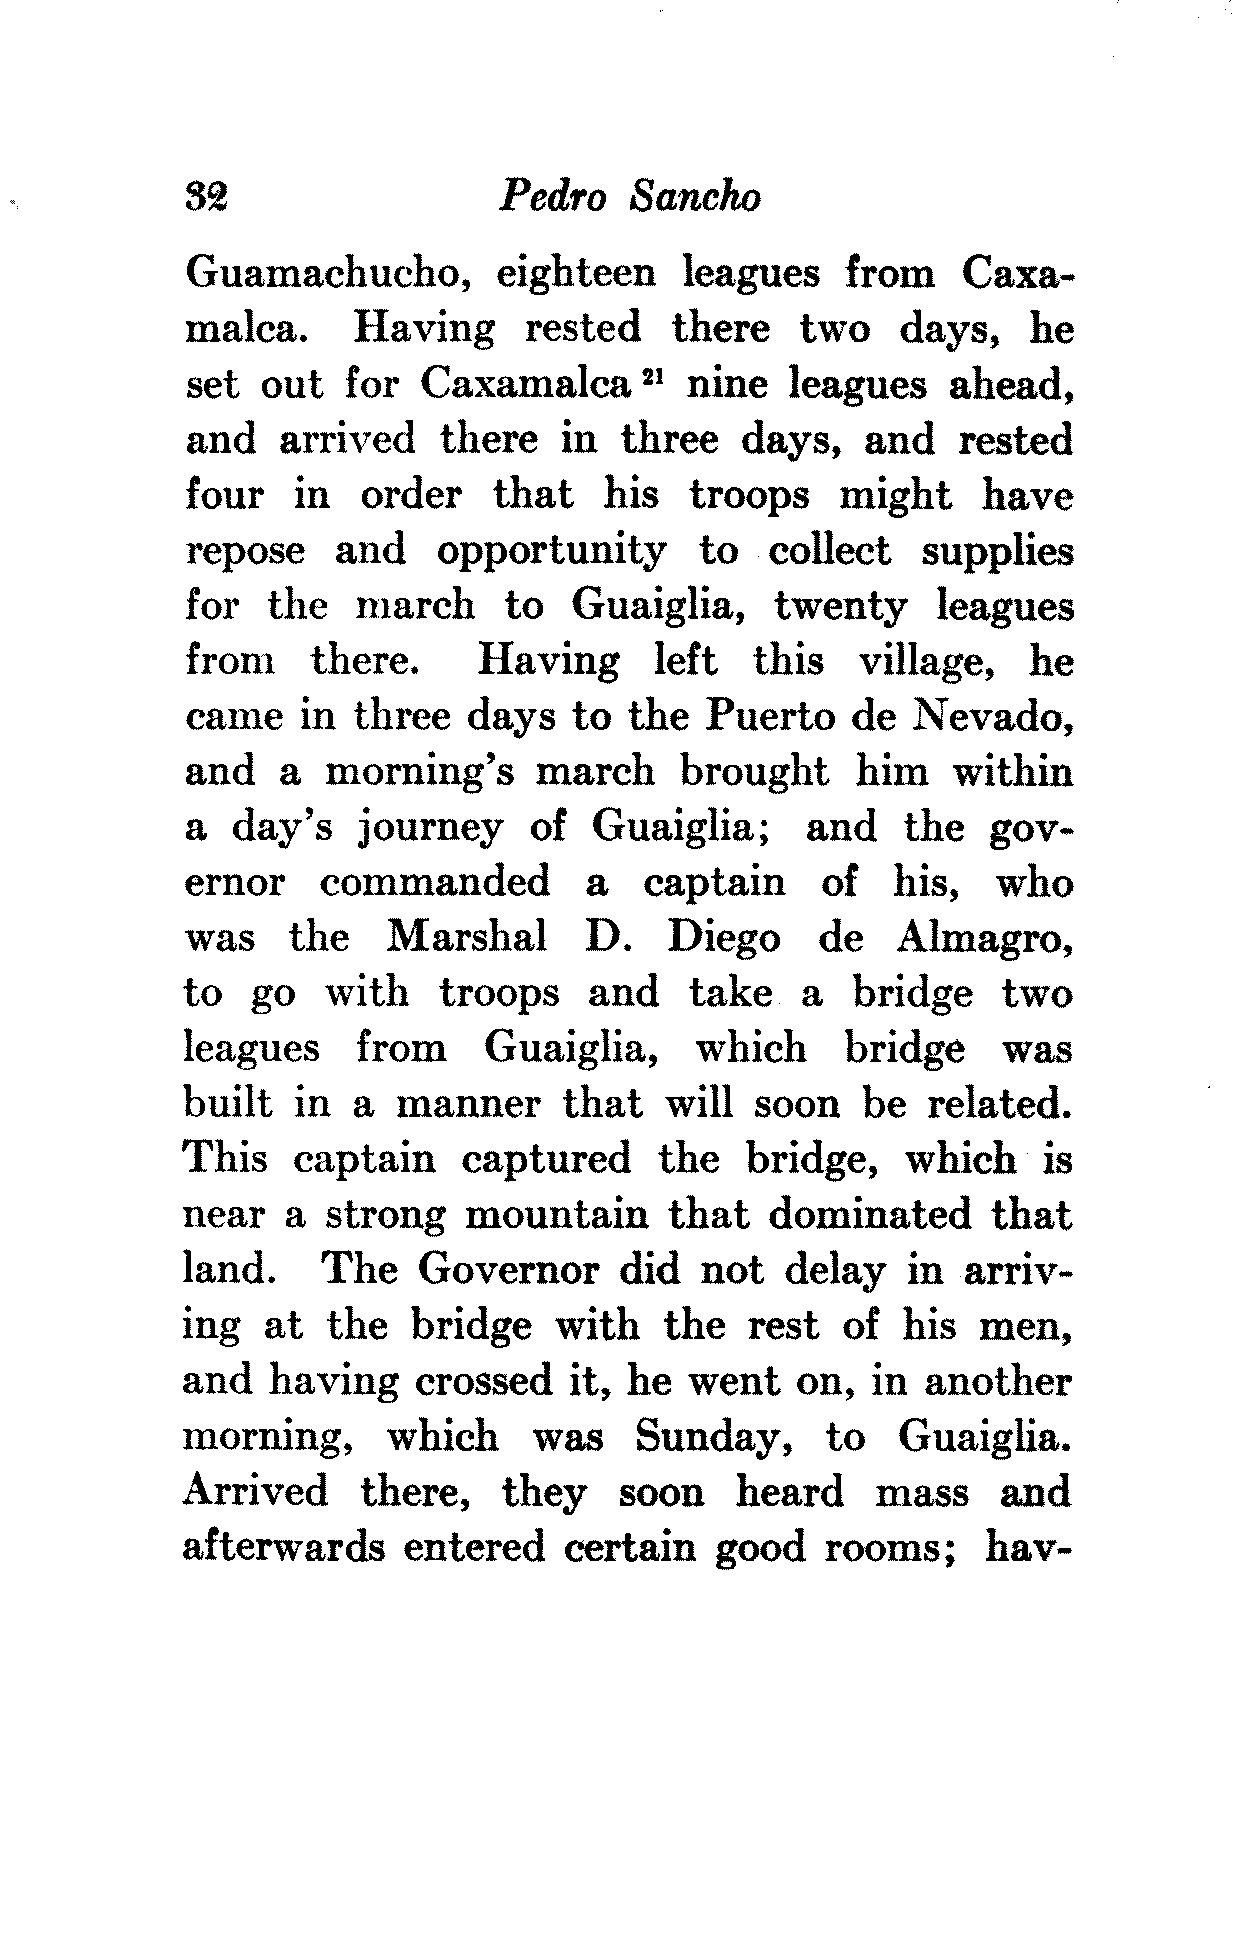 32 Pedro Sancho
Guamachucho, eighteen leagues from Caxa-
malca. Having rested there two days, he
set out for Caxamalca 21 nine leagues ahead,
and arrived there in three days, and rested
four in order that his troops might have
repose and opportunity to collect supplies
for the march to Guaiglia, twenty leagues
from there. Having left this village, he
came in three days to the Puerto de Nevado,
and a morning's march brought him within
a day's journey of Guaiglia; and the gov-
ernor commanded a captain of his, who
was the Marshal D. Diego de Almagro,
to go with troops and take a bridge two
leagues from Guaiglia, which bridge was
built in a manner that will soon be related.
This captain captured the bridge, which is
near a strong mountain that dominated that
land. The Governor did not delay in arriv-
ing at the bridge with the rest of his men,
and having crossed it, he went on, in another
morning, which was Sunday, to Guaiglia.
Arrived there, they soon heard mass and
afterwards entered certain good rooms; hav-